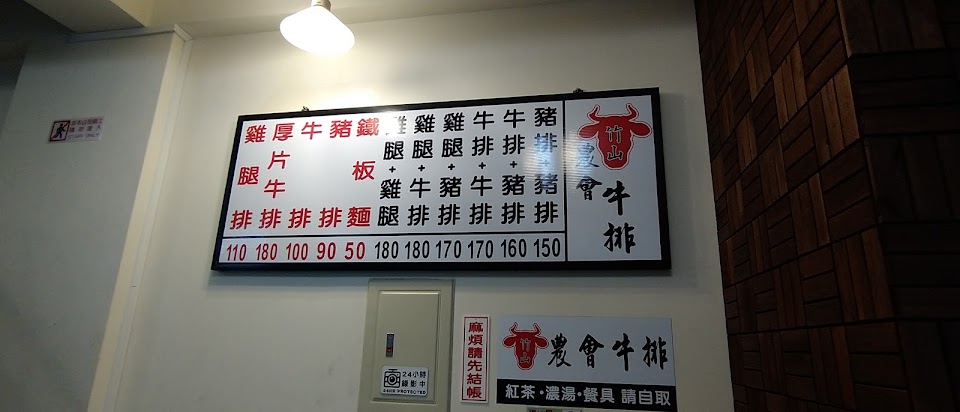 雞腿排 110
厚片牛排 180
牛排 100
豬排 90
鐵板麵 50
雞腿+雞腿 180
雞腿+牛排 180
雞腿+豬排 170
牛排+牛排 170
牛排+豬排 160
豬排+豬排 150
竹山
農會牛排
麻煩請先結帳
竹山
農會牛排
紅茶·濃湯·餐具 請自取
24小時
錄影中